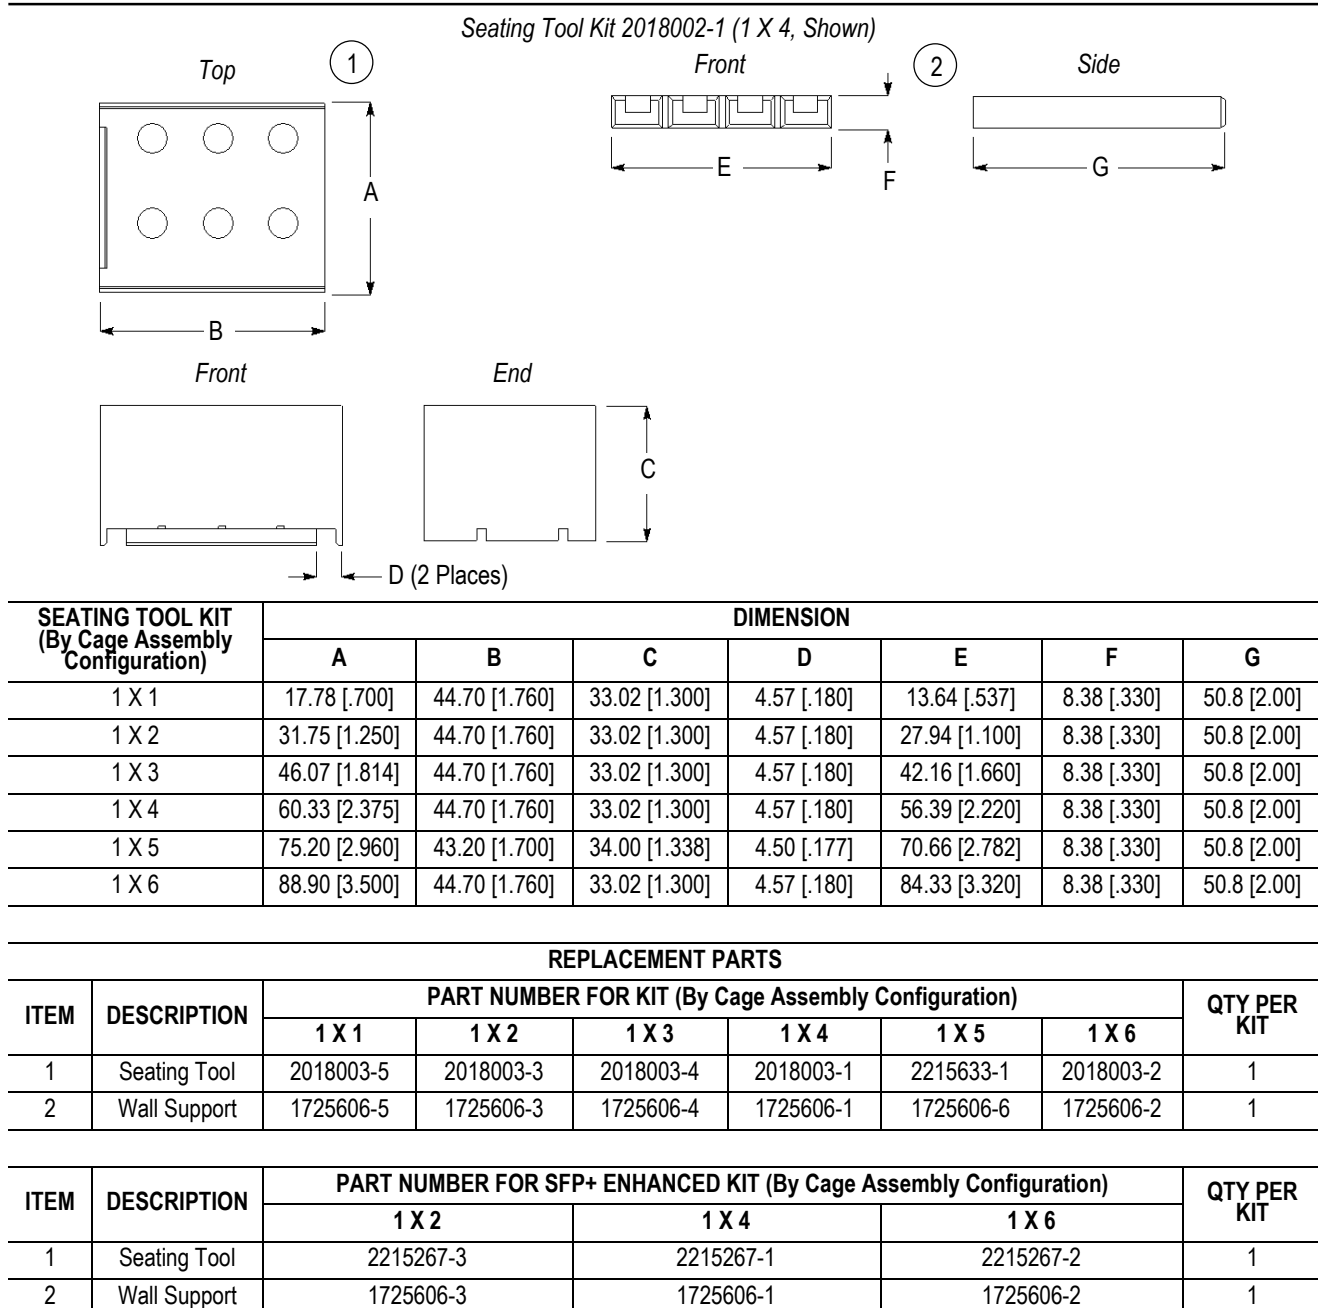 Seating Tool Kit 2018002-1 (1 X 4, Shown)
Top 1 Front 2 Side
A
B
E
F
G
Front End
C
D (2 Places)
SEATING TOOL KIT (By Cage Assembly Configuration) DIMENSION
A B C D E F G
1 X 1 17.78 [.700] 44.70 [1.760] 33.02 [1.300] 4.57 [.180] 13.64 [.537] 8.38 [.330] 50.8 [2.00]
1 X 2 31.75 [1.250] 44.70 [1.760] 33.02 [1.300] 4.57 [.180] 27.94 [1.100] 8.38 [.330] 50.8 [2.00]
1 X 3 46.07 [1.814] 44.70 [1.760] 33.02 [1.300] 4.57 [.180] 42.16 [1.660] 8.38 [.330] 50.8 [2.00]
1 X 4 60.33 [2.375] 44.70 [1.760] 33.02 [1.300] 4.57 [.180] 56.39 [2.220] 8.38 [.330] 50.8 [2.00]
1 X 5 75.20 [2.960] 43.20 [1.700] 34.00 [1.338] 4.50 [.177] 70.66 [2.782] 8.38 [.330] 50.8 [2.00]
1 X 6 88.90 [3.500] 44.70 [1.760] 33.02 [1.300] 4.57 [.180] 84.33 [3.320] 8.38 [.330] 50.8 [2.00]
REPLACEMENT PARTS
ITEM DESCRIPTION PART NUMBER FOR KIT (By Cage Assembly Configuration) QTY PER KIT
1 X 1 1 X 2 1 X 3 1 X 4 1 X 5 1 X 6
1 Seating Tool 2018003-5 2018003-3 2018003-4 2018003-1 2215633-1 2018003-2 1
2 Wall Support 1725606-5 1725606-3 1725606-4 1725606-1 1725606-6 1725606-2 1
ITEM DESCRIPTION PART NUMBER FOR SFP+ ENHANCED KIT (By Cage Assembly Configuration) QTY PER KIT
1 X 2 1 X 4 1 X 6
1 Seating Tool 2215267-3 2215267-1 2215267-2 1
2 Wall Support 1725606-3 1725606-1 1725606-2 1